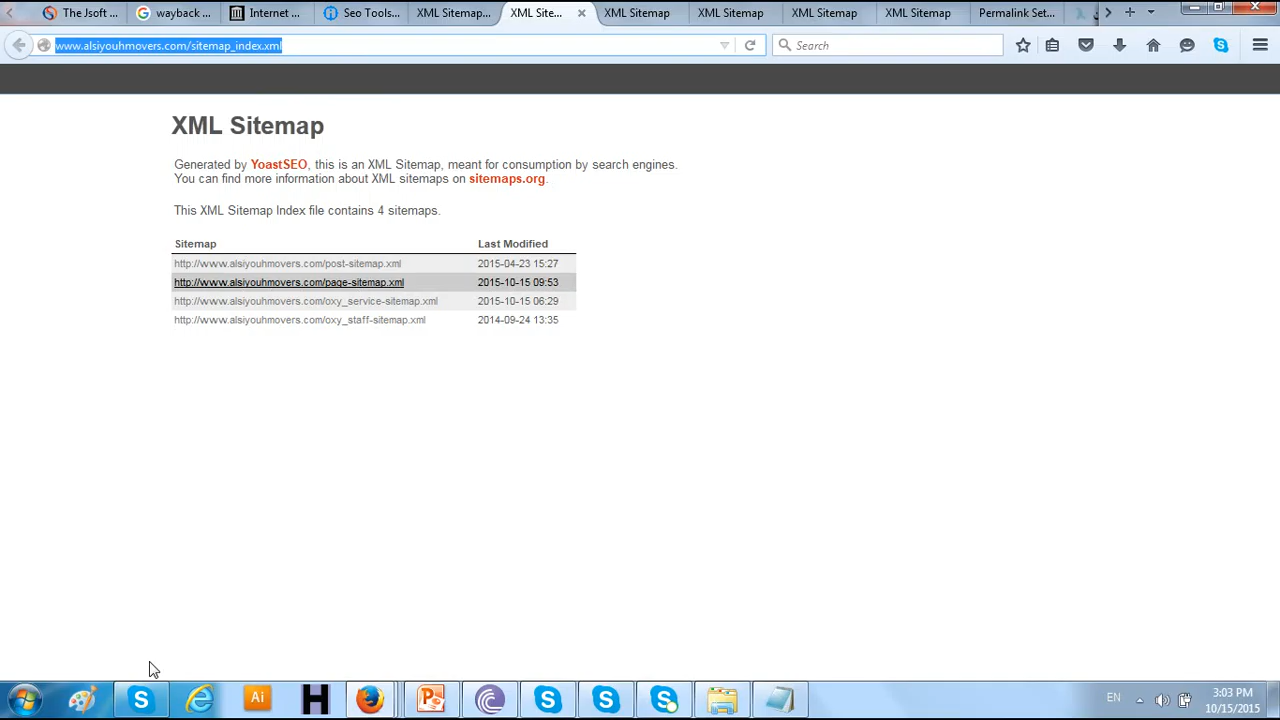 The Jsoft ...
wayback ...
Internet ...
Seo Tools...
XML Sitemap...
XML Site...
XML Sitemap
XML Sitemap
XML Sitemap
XML Sitemap
Permalink Set...
www.alsiyouhmovers.com/sitemap_index.xml
Search
XML Sitemap
Generated by YoastSEO, this is an XML Sitemap, meant for consumption by search engines.
You can find more information about XML sitemaps on sitemaps.org.
This XML Sitemap Index file contains 4 sitemaps.
Sitemap Last Modified
http://www.alsiyouhmovers.com/post-sitemap.xml 2015-04-23 15:27
http://www.alsiyouhmovers.com/page-sitemap.xml 2015-10-15 09:53
http://www.alsiyouhmovers.com/oxy_service-sitemap.xml 2015-10-15 06:29
http://www.alsiyouhmovers.com/oxy_staff-sitemap.xml 2014-09-24 13:35
Ai
EN
3:03 PM
10/15/2015